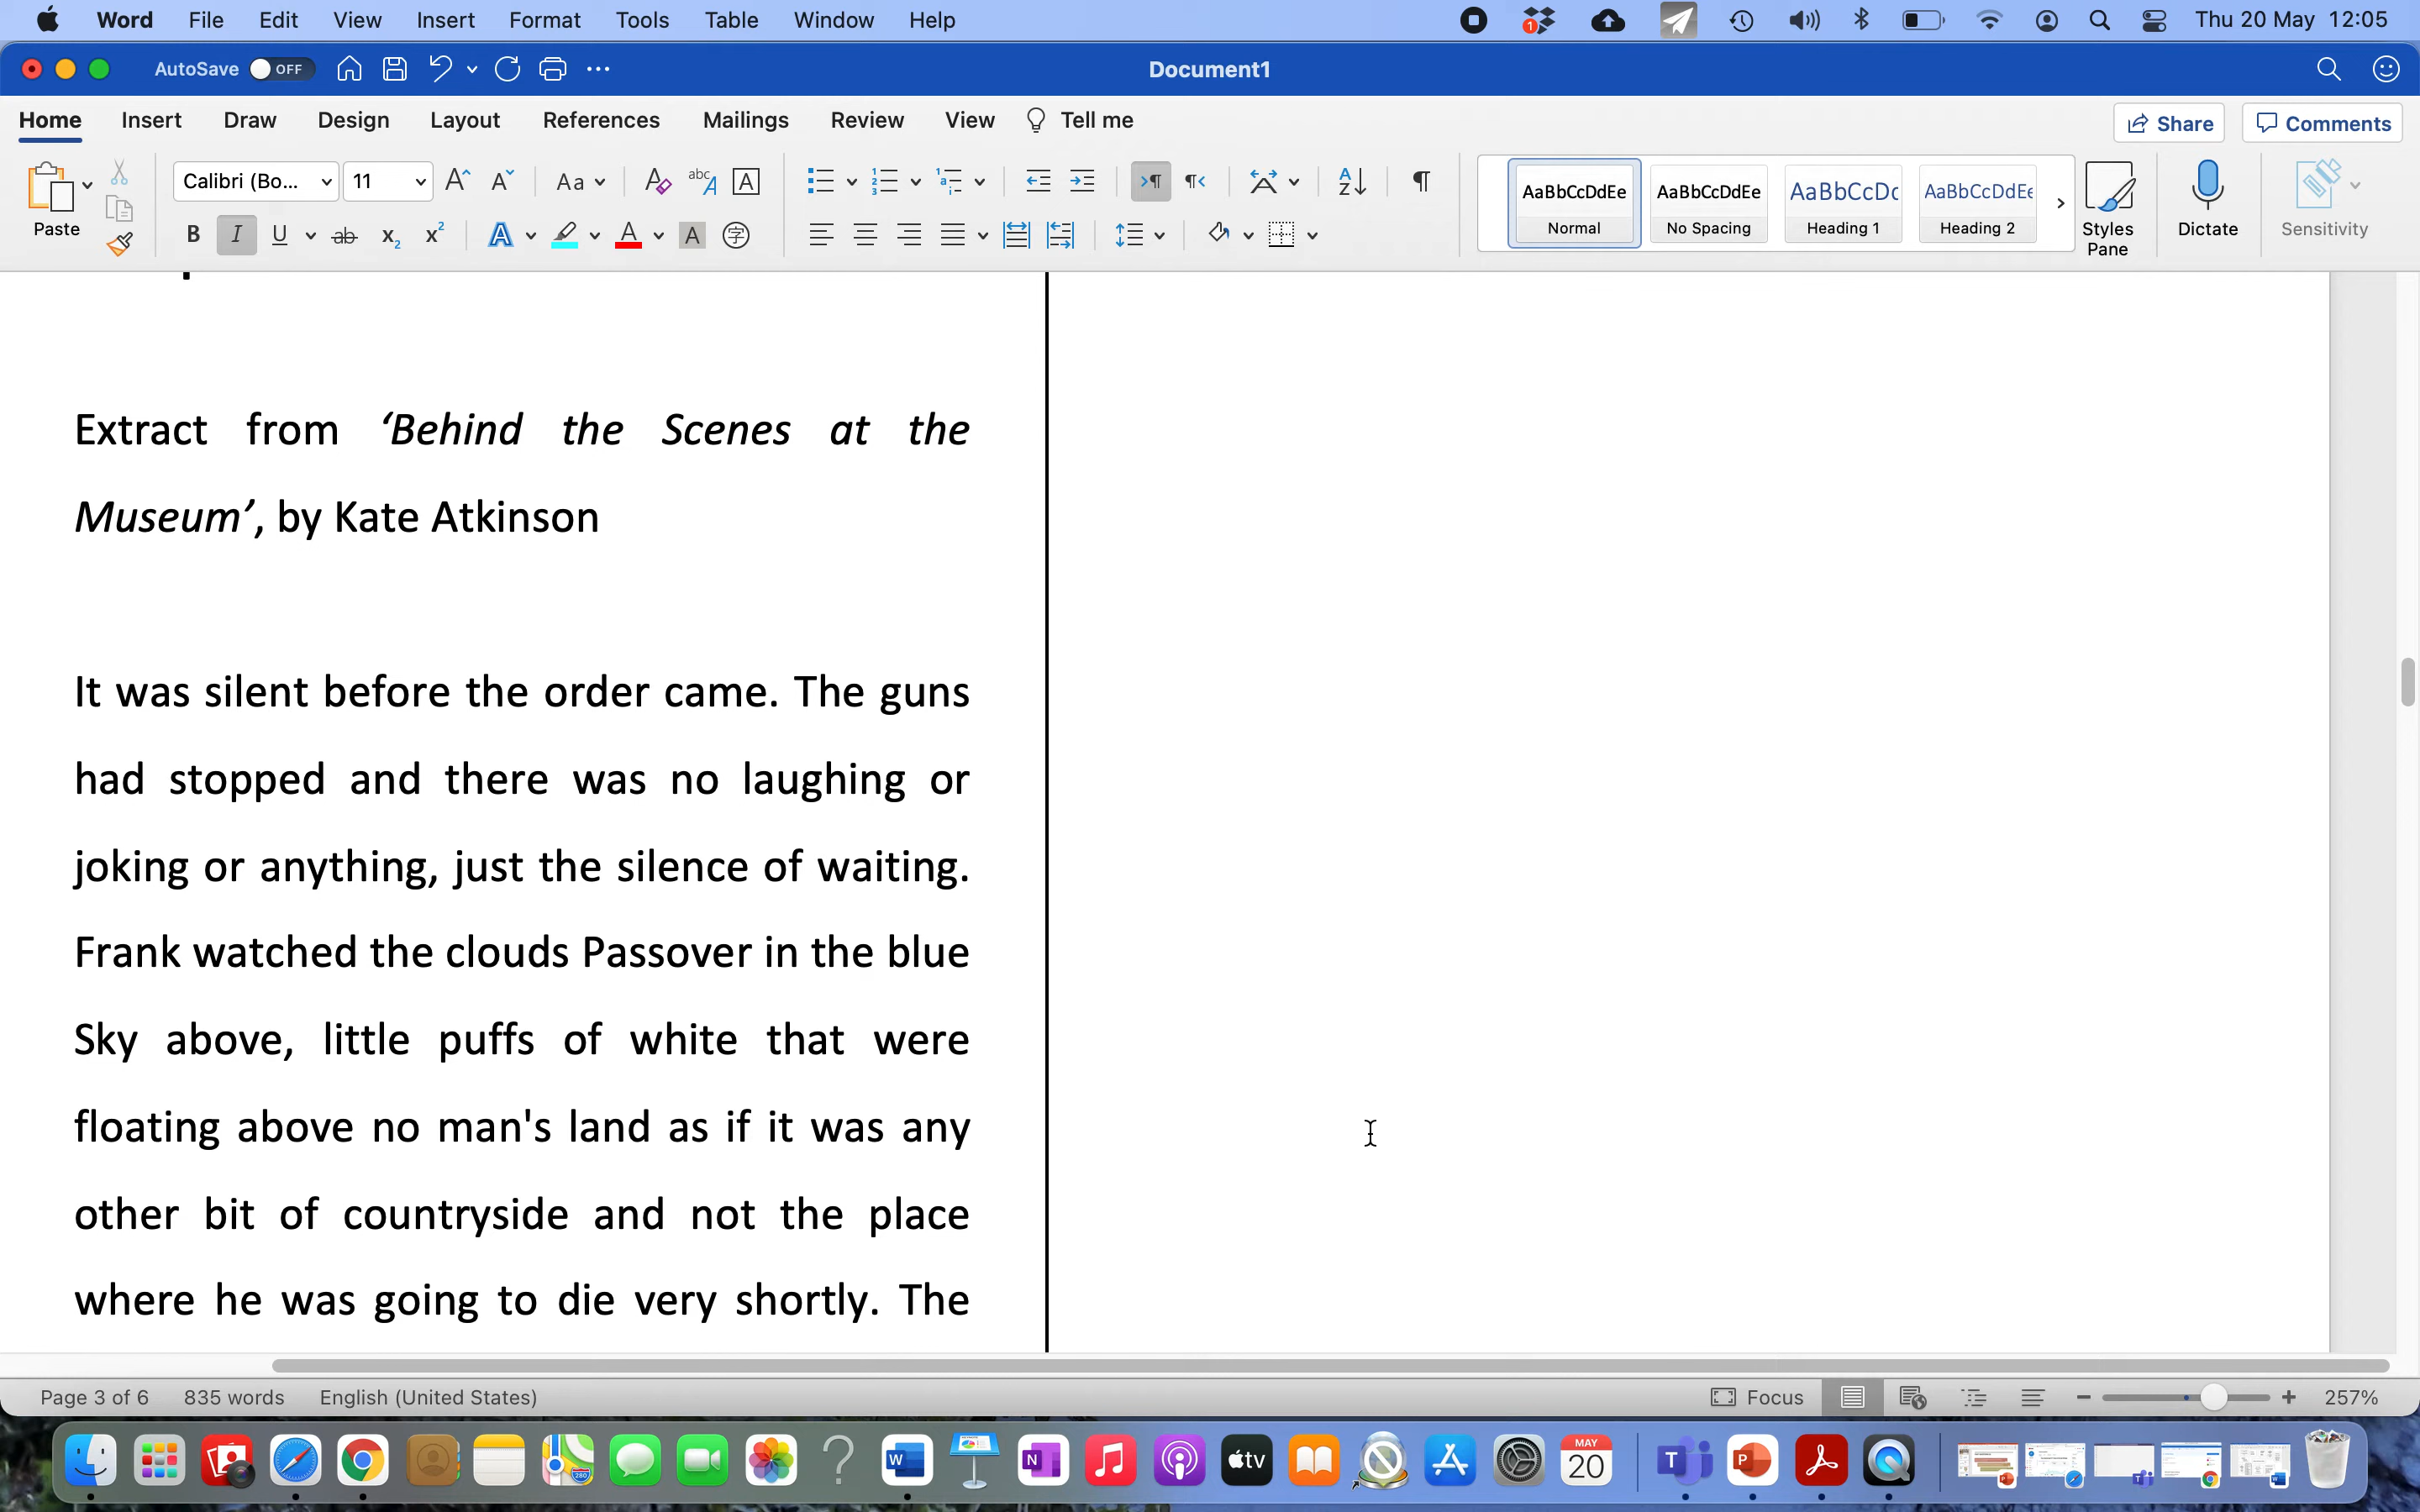 Word File Edit View Insert Format Tools Table Window Help Thu 20 May 12:05
AutoSave OFF Document1
Home Insert Draw Design Layout References Mailings Review View Tell me Share Comments
Paste Calibri (Bo... 11 Aa
AaBbCcDdEe AaBbCcDdEe AaBbCcDc AaBbCcDdEe
Normal No Spacing Heading 1 Heading 2
Styles Pane Dictate Sensitivity
Extract from ‘Behind the Scenes at the
Museum’, by Kate Atkinson
It was silent before the order came. The guns
had stopped and there was no laughing or
joking or anything, just the silence of waiting.
Frank watched the clouds Passover in the blue
Sky above, little puffs of white that were
floating above no man's land as if it was any
other bit of countryside and not the place
where he was going to die very shortly. The
Page 3 of 6 835 words English (United States) Focus 257%
tv MAY 20